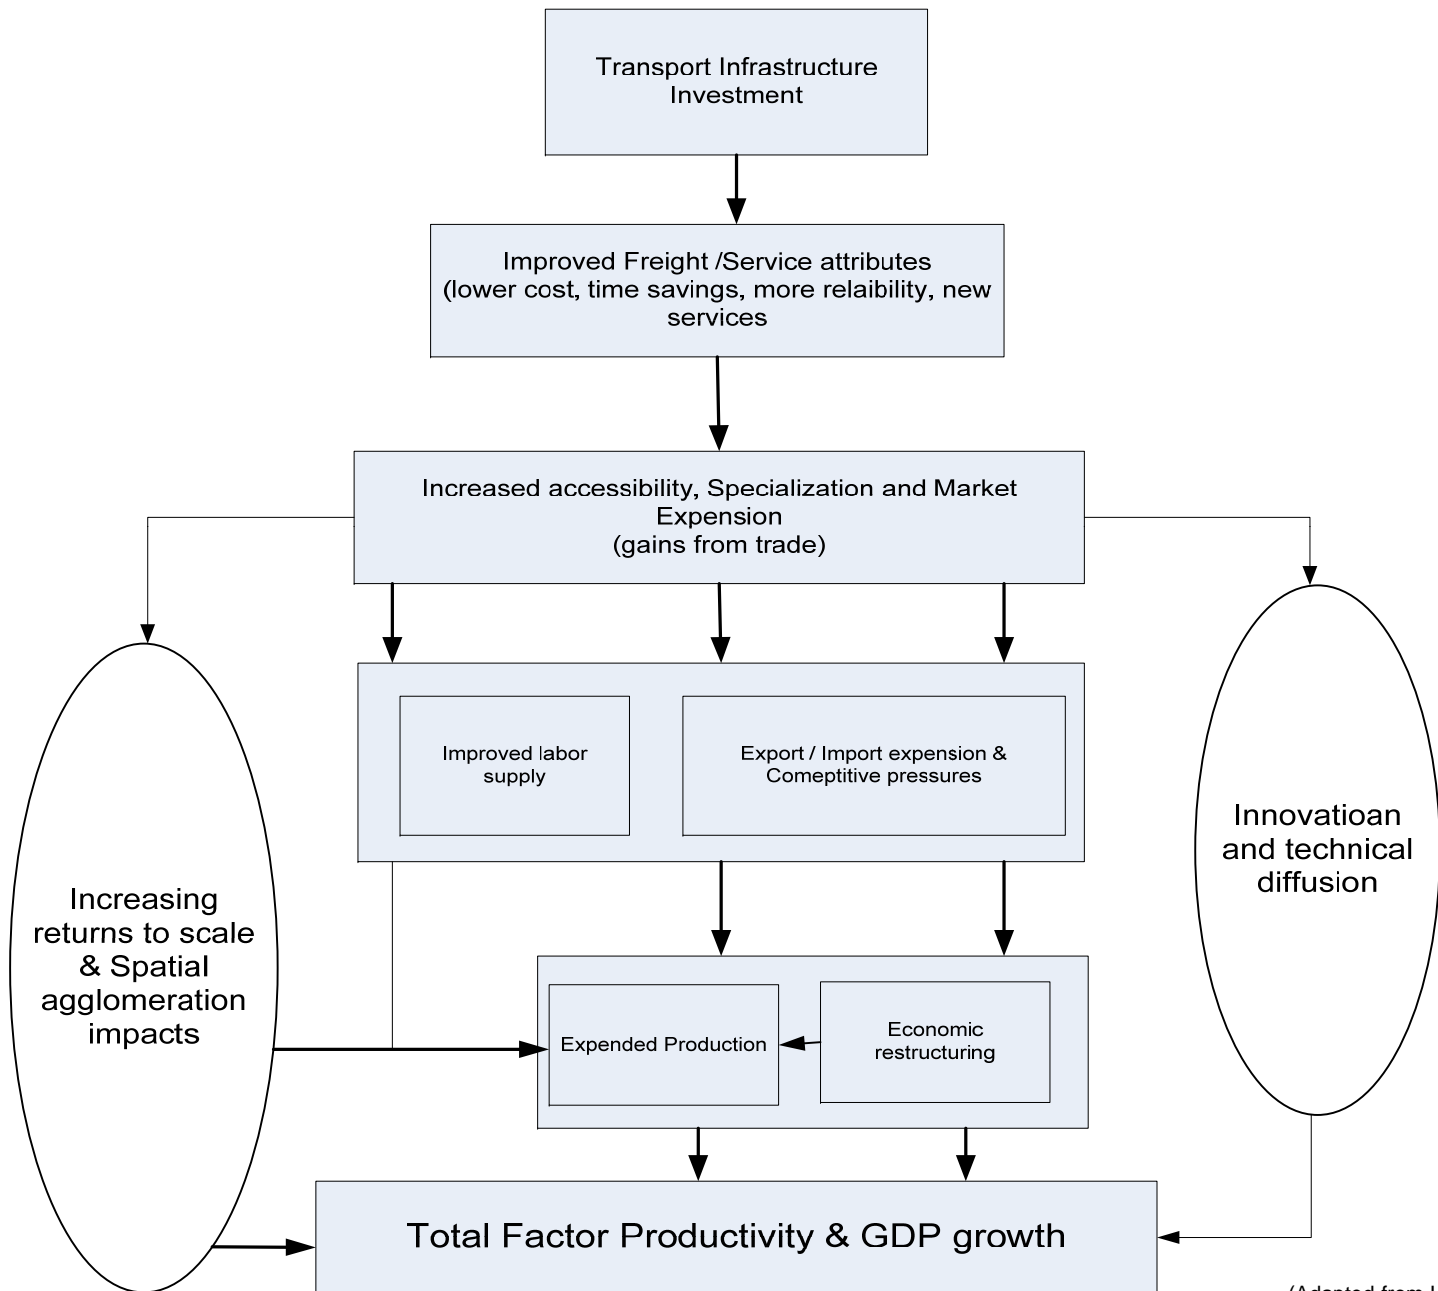 Transport Infrastructure
Investment
Improved Freight /Service attributes
(lower cost, time savings, more relaibility, new
services
Increased accessibility, Specialization and Market
Expension
(gains from trade)
Improved labor
supply
Export / Import expension &
Comeptitive pressures
Innovatioan
and technical
diffusion
Increasing
returns to scale
& Spatial
agglomeration
impacts
Expended Production
Economic
restructuring
Total Factor Productivity & GDP growth
(Adapted from